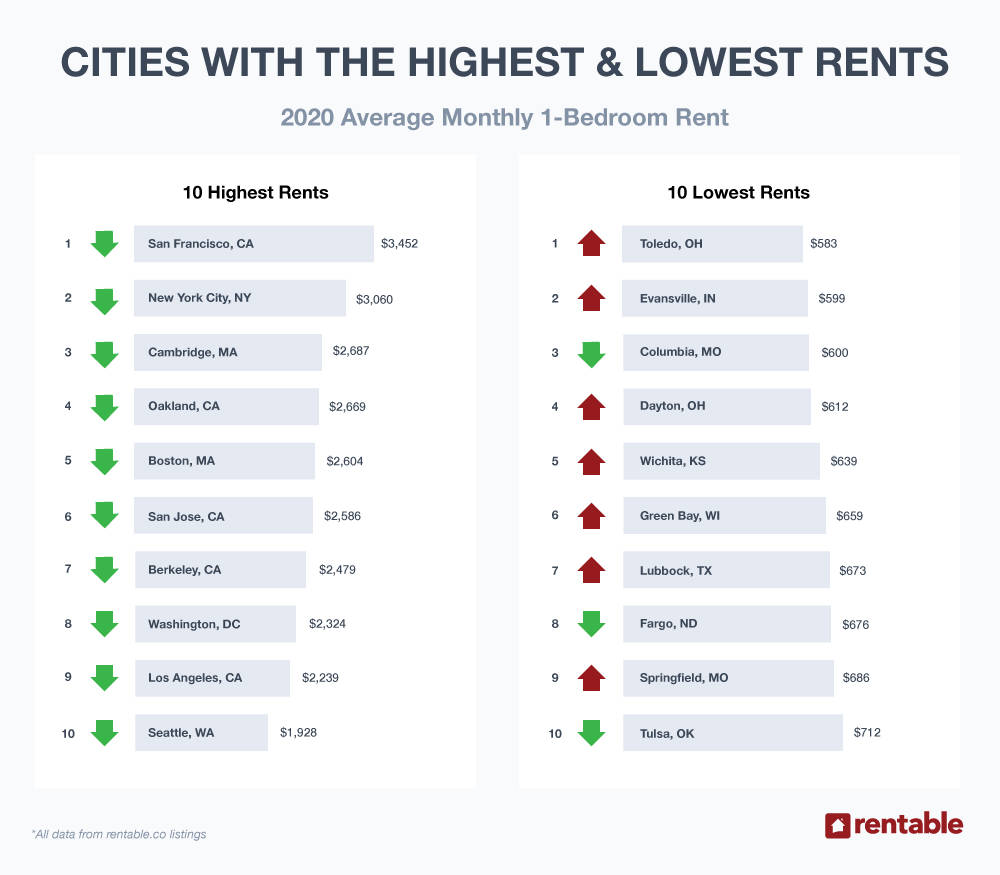 CITIES WITH THE HIGHEST & LOWEST RENTS
2020 Average Monthly 1-Bedroom Rent
10 Highest Rents
1 San Francisco, CA $3,452
2 New York City, NY $3,060
3 Cambridge, MA $2,687
4 Oakland, CA $2,669
5 Boston, MA $2,604
6 San Jose, CA $2,586
7 Berkeley, CA $2,479
8 Washington, DC $2,324
9 Los Angeles, CA $2,239
10 Seattle, WA $1,928
10 Lowest Rents
1 Toledo, OH $583
2 Evansville, IN $599
3 Columbia, MO $600
4 Dayton, OH $612
5 Wichita, KS $639
6 Green Bay, WI $659
7 Lubbock, TX $673
8 Fargo, ND $676
9 Springfield, MO $686
10 Tulsa, OK $712
*All data from rentable.co listings
rentable